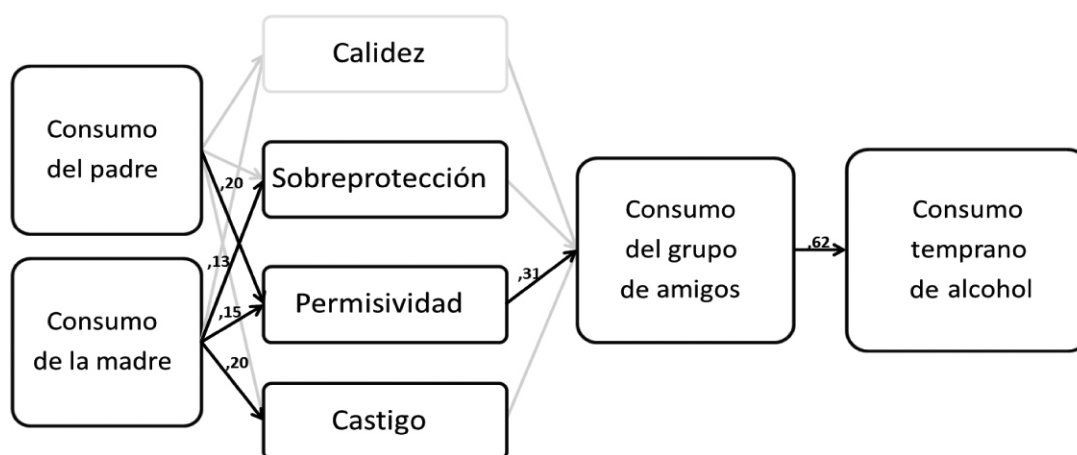 Consumo
del padre
Consumo
de la madre
,20
,13
,15
,20
Calidez
Sobreprotección
Permisividad
Castigo
,31
Consumo
del grupo
de amigos
,62
Consumo
temprano
de alcohol